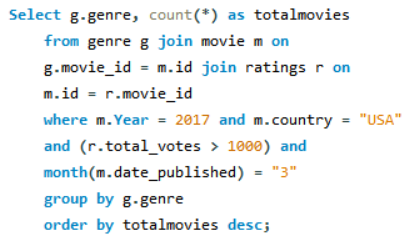 Select g.genre, count(*) as totalmovies
from genre g join movie m on
g.movie_id = m.id join ratings r on
m.id = r.movie_id
where m.Year = 2017 and m.country = "USA"
and (r.total_votes > 1000) and
month(m.date_published) = "3"
group by g.genre
order by totalmovies desc;